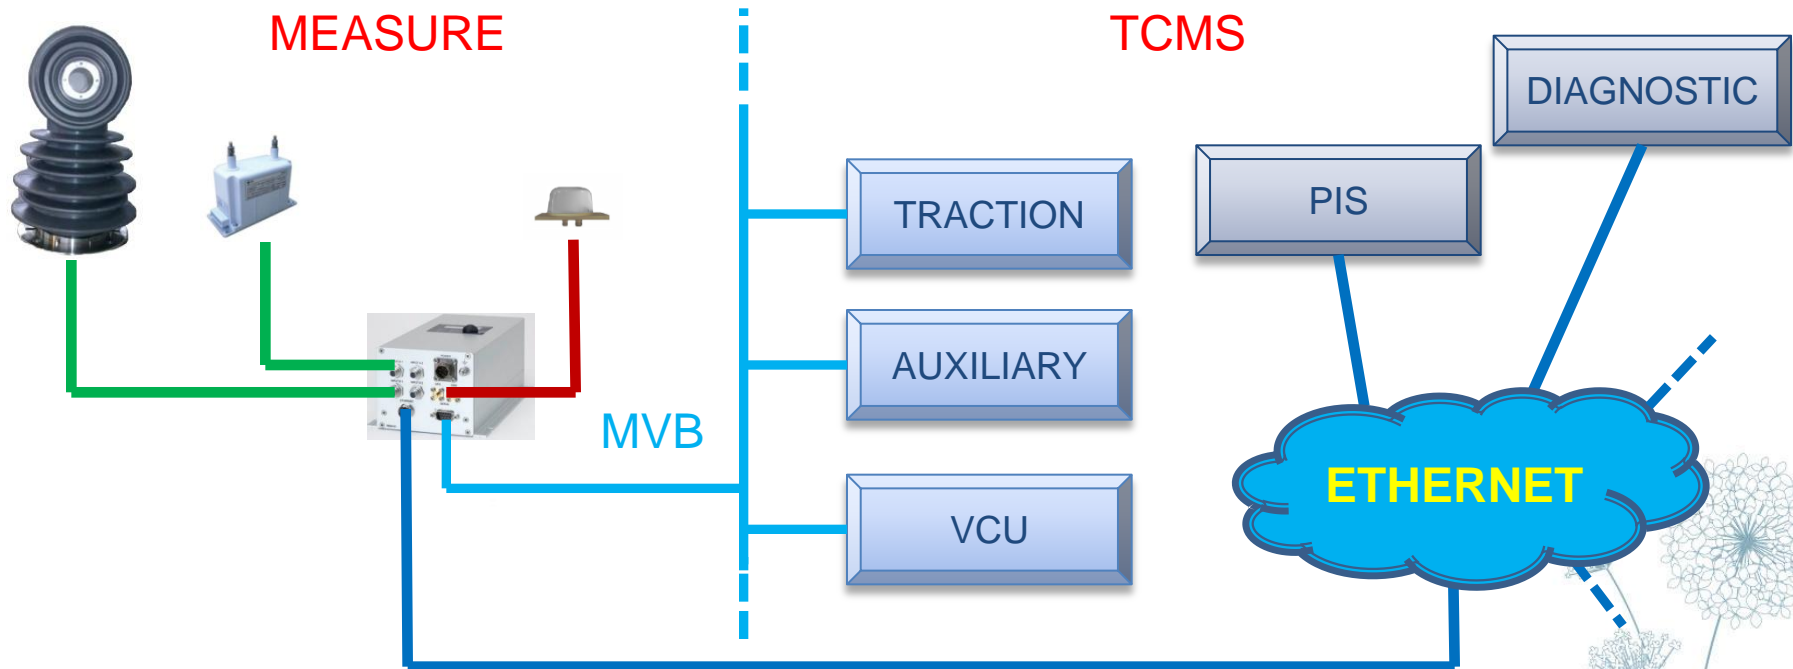 MEASURE
TCMS
DIAGNOSTIC
PIS
TRACTION
AUXILIARY
MVB
ETHERNET
VCU